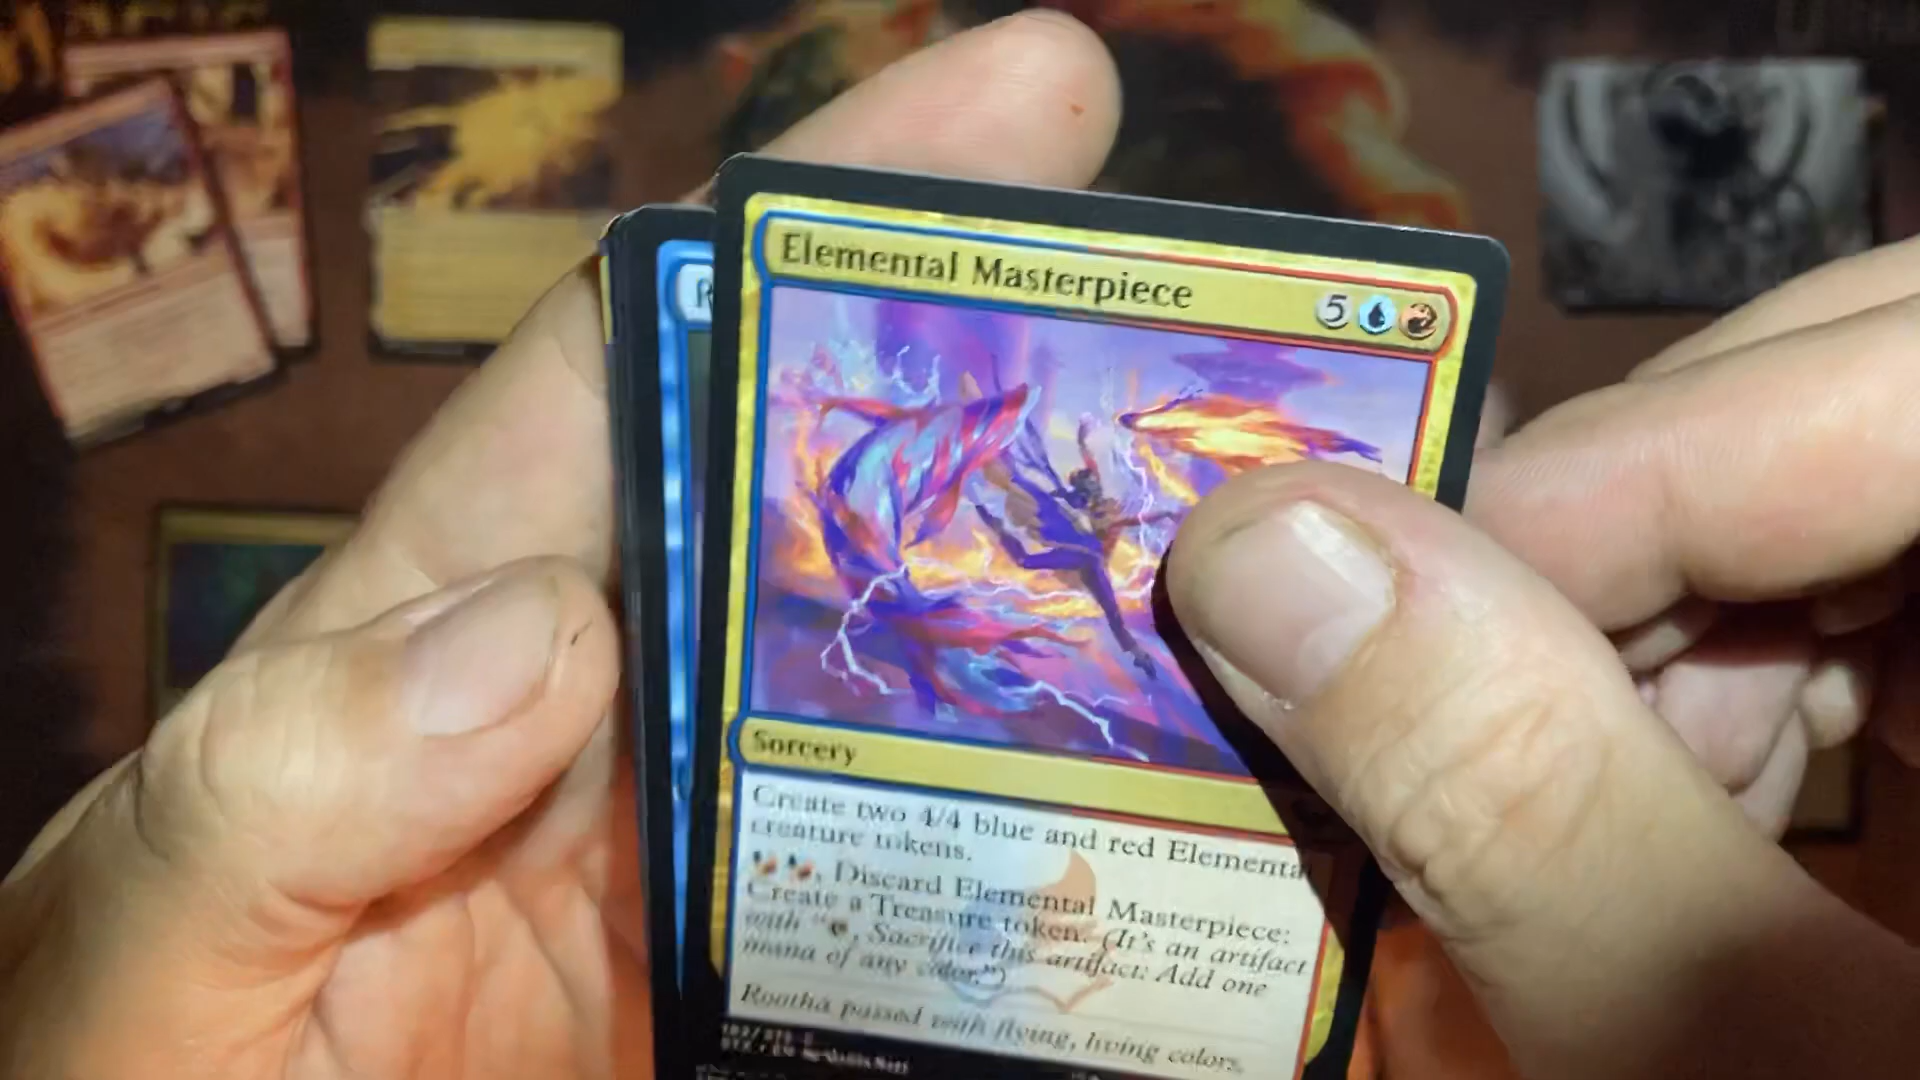 Elemental Masterpiece
5
R
Sorcery
Create two 4/4 blue and red Elemental
creature tokens.
, Discard Elemental Masterpiece:
Create a Treasure token. (It's an artifact
with “ , Sacrifice this artifact: Add one
mana of any color.”)
Rootha passed with flying, living colors.